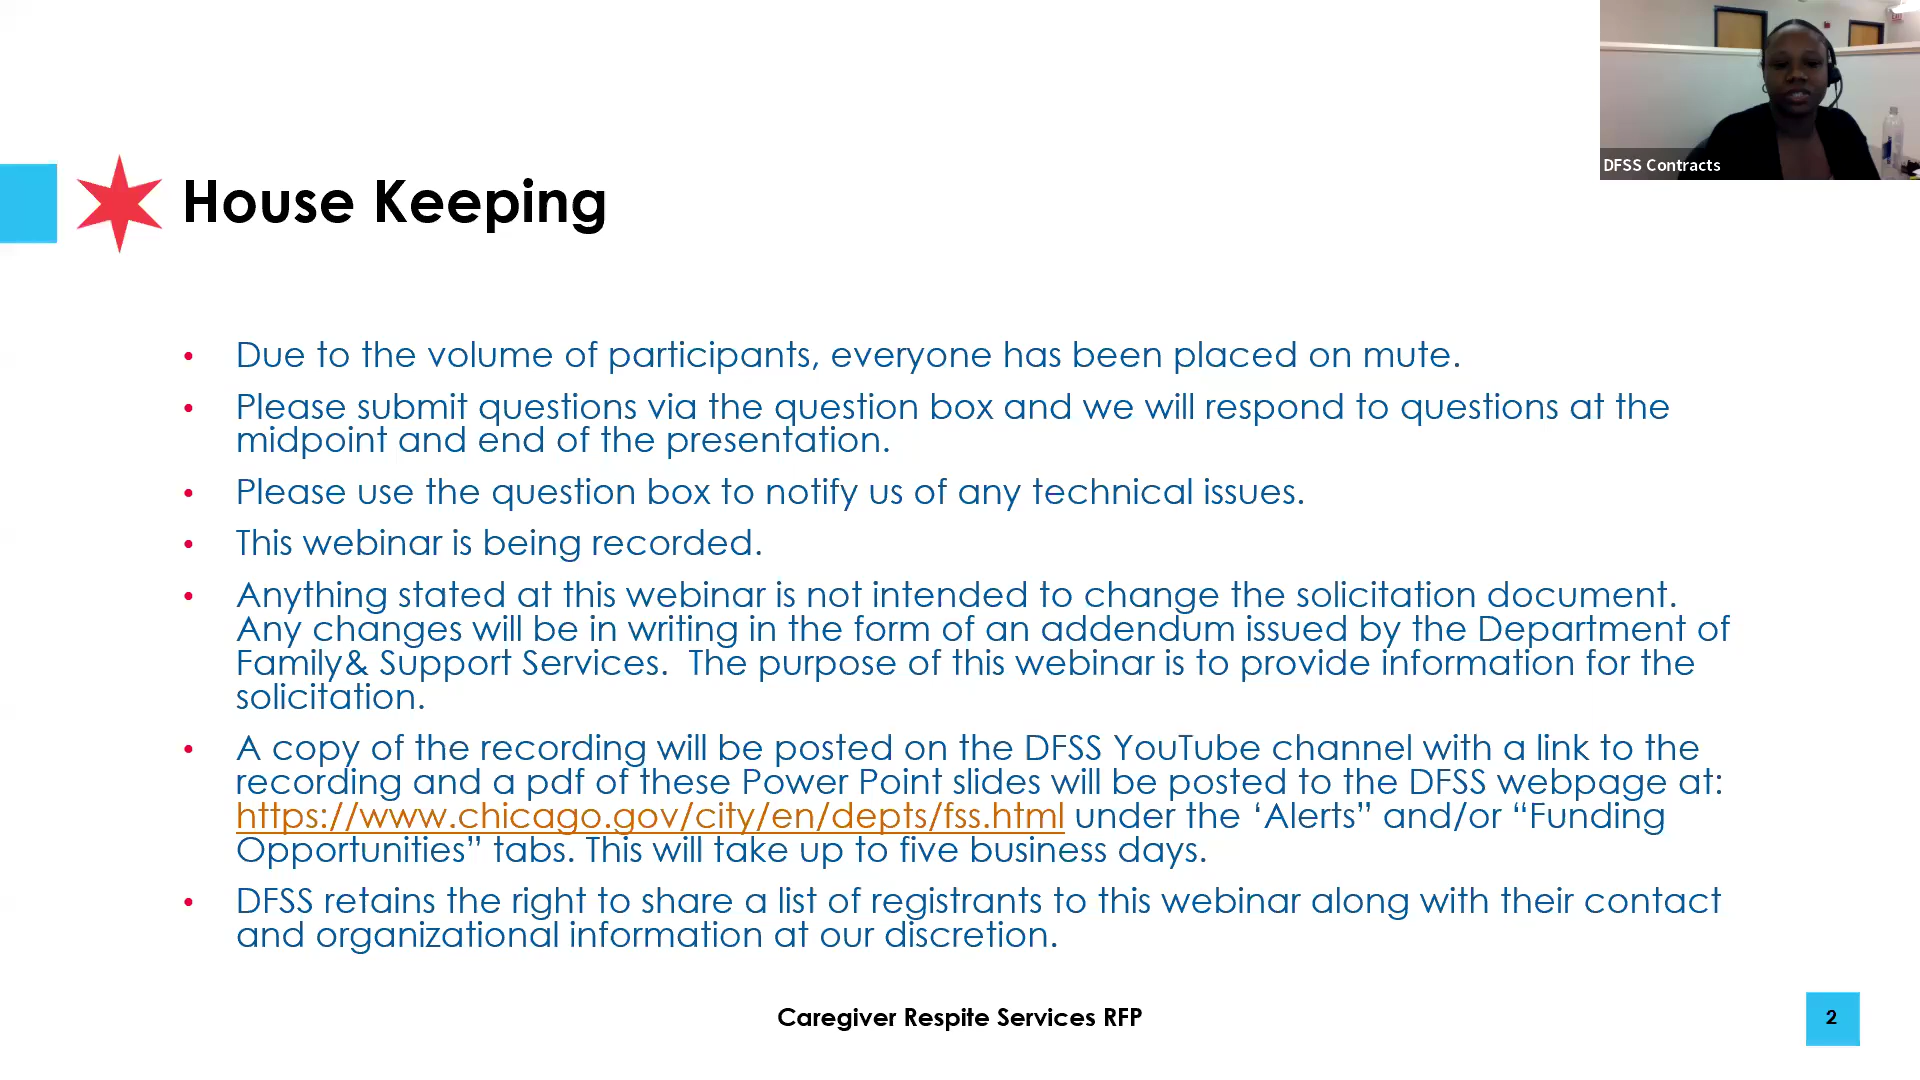 DFSS Contracts
House Keeping
• Due to the volume of participants, everyone has been placed on mute.
• Please submit questions via the question box and we will respond to questions at the
midpoint and end of the presentation.
• Please use the question box to notify us of any technical issues.
• This webinar is being recorded.
• Anything stated at this webinar is not intended to change the solicitation document.
Any changes will be in writing in the form of an addendum issued by the Department of
Family& Support Services.  The purpose of this webinar is to provide information for the
solicitation.
• A copy of the recording will be posted on the DFSS YouTube channel with a link to the
recording and a pdf of these Power Point slides will be posted to the DFSS webpage at:
https://www.chicago.gov/city/en/depts/fss.html under the ‘Alerts” and/or “Funding
Opportunities” tabs. This will take up to five business days.
• DFSS retains the right to share a list of registrants to this webinar along with their contact
and organizational information at our discretion.
Caregiver Respite Services RFP
2